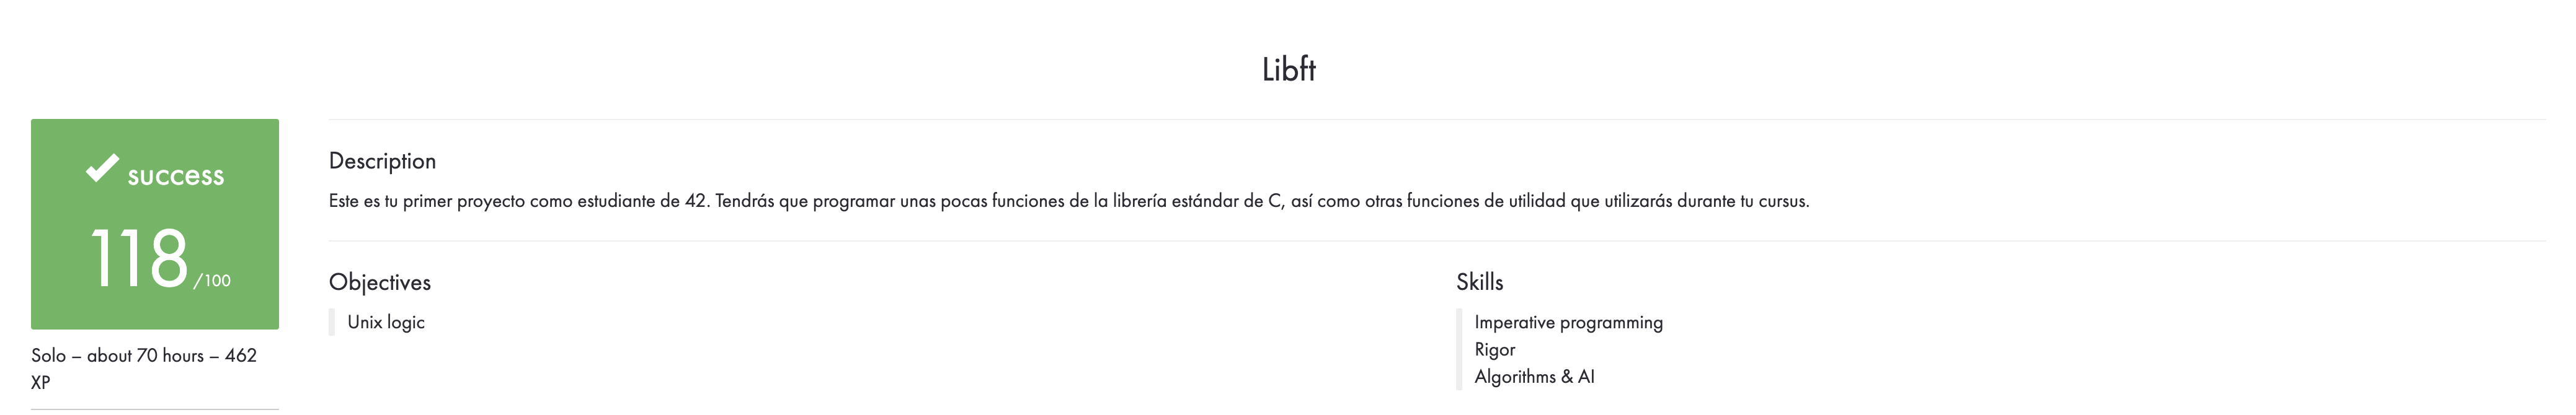 Libft
✔ success
118/100
Solo – about 70 hours – 462
XP
Description
Este es tu primer proyecto como estudiante de 42. Tendrás que programar unas pocas funciones de la librería estándar de C, así como otras funciones de utilidad que utilizarás durante tu cursus.
Objectives
Unix logic
Skills
Imperative programming
Rigor
Algorithms & AI